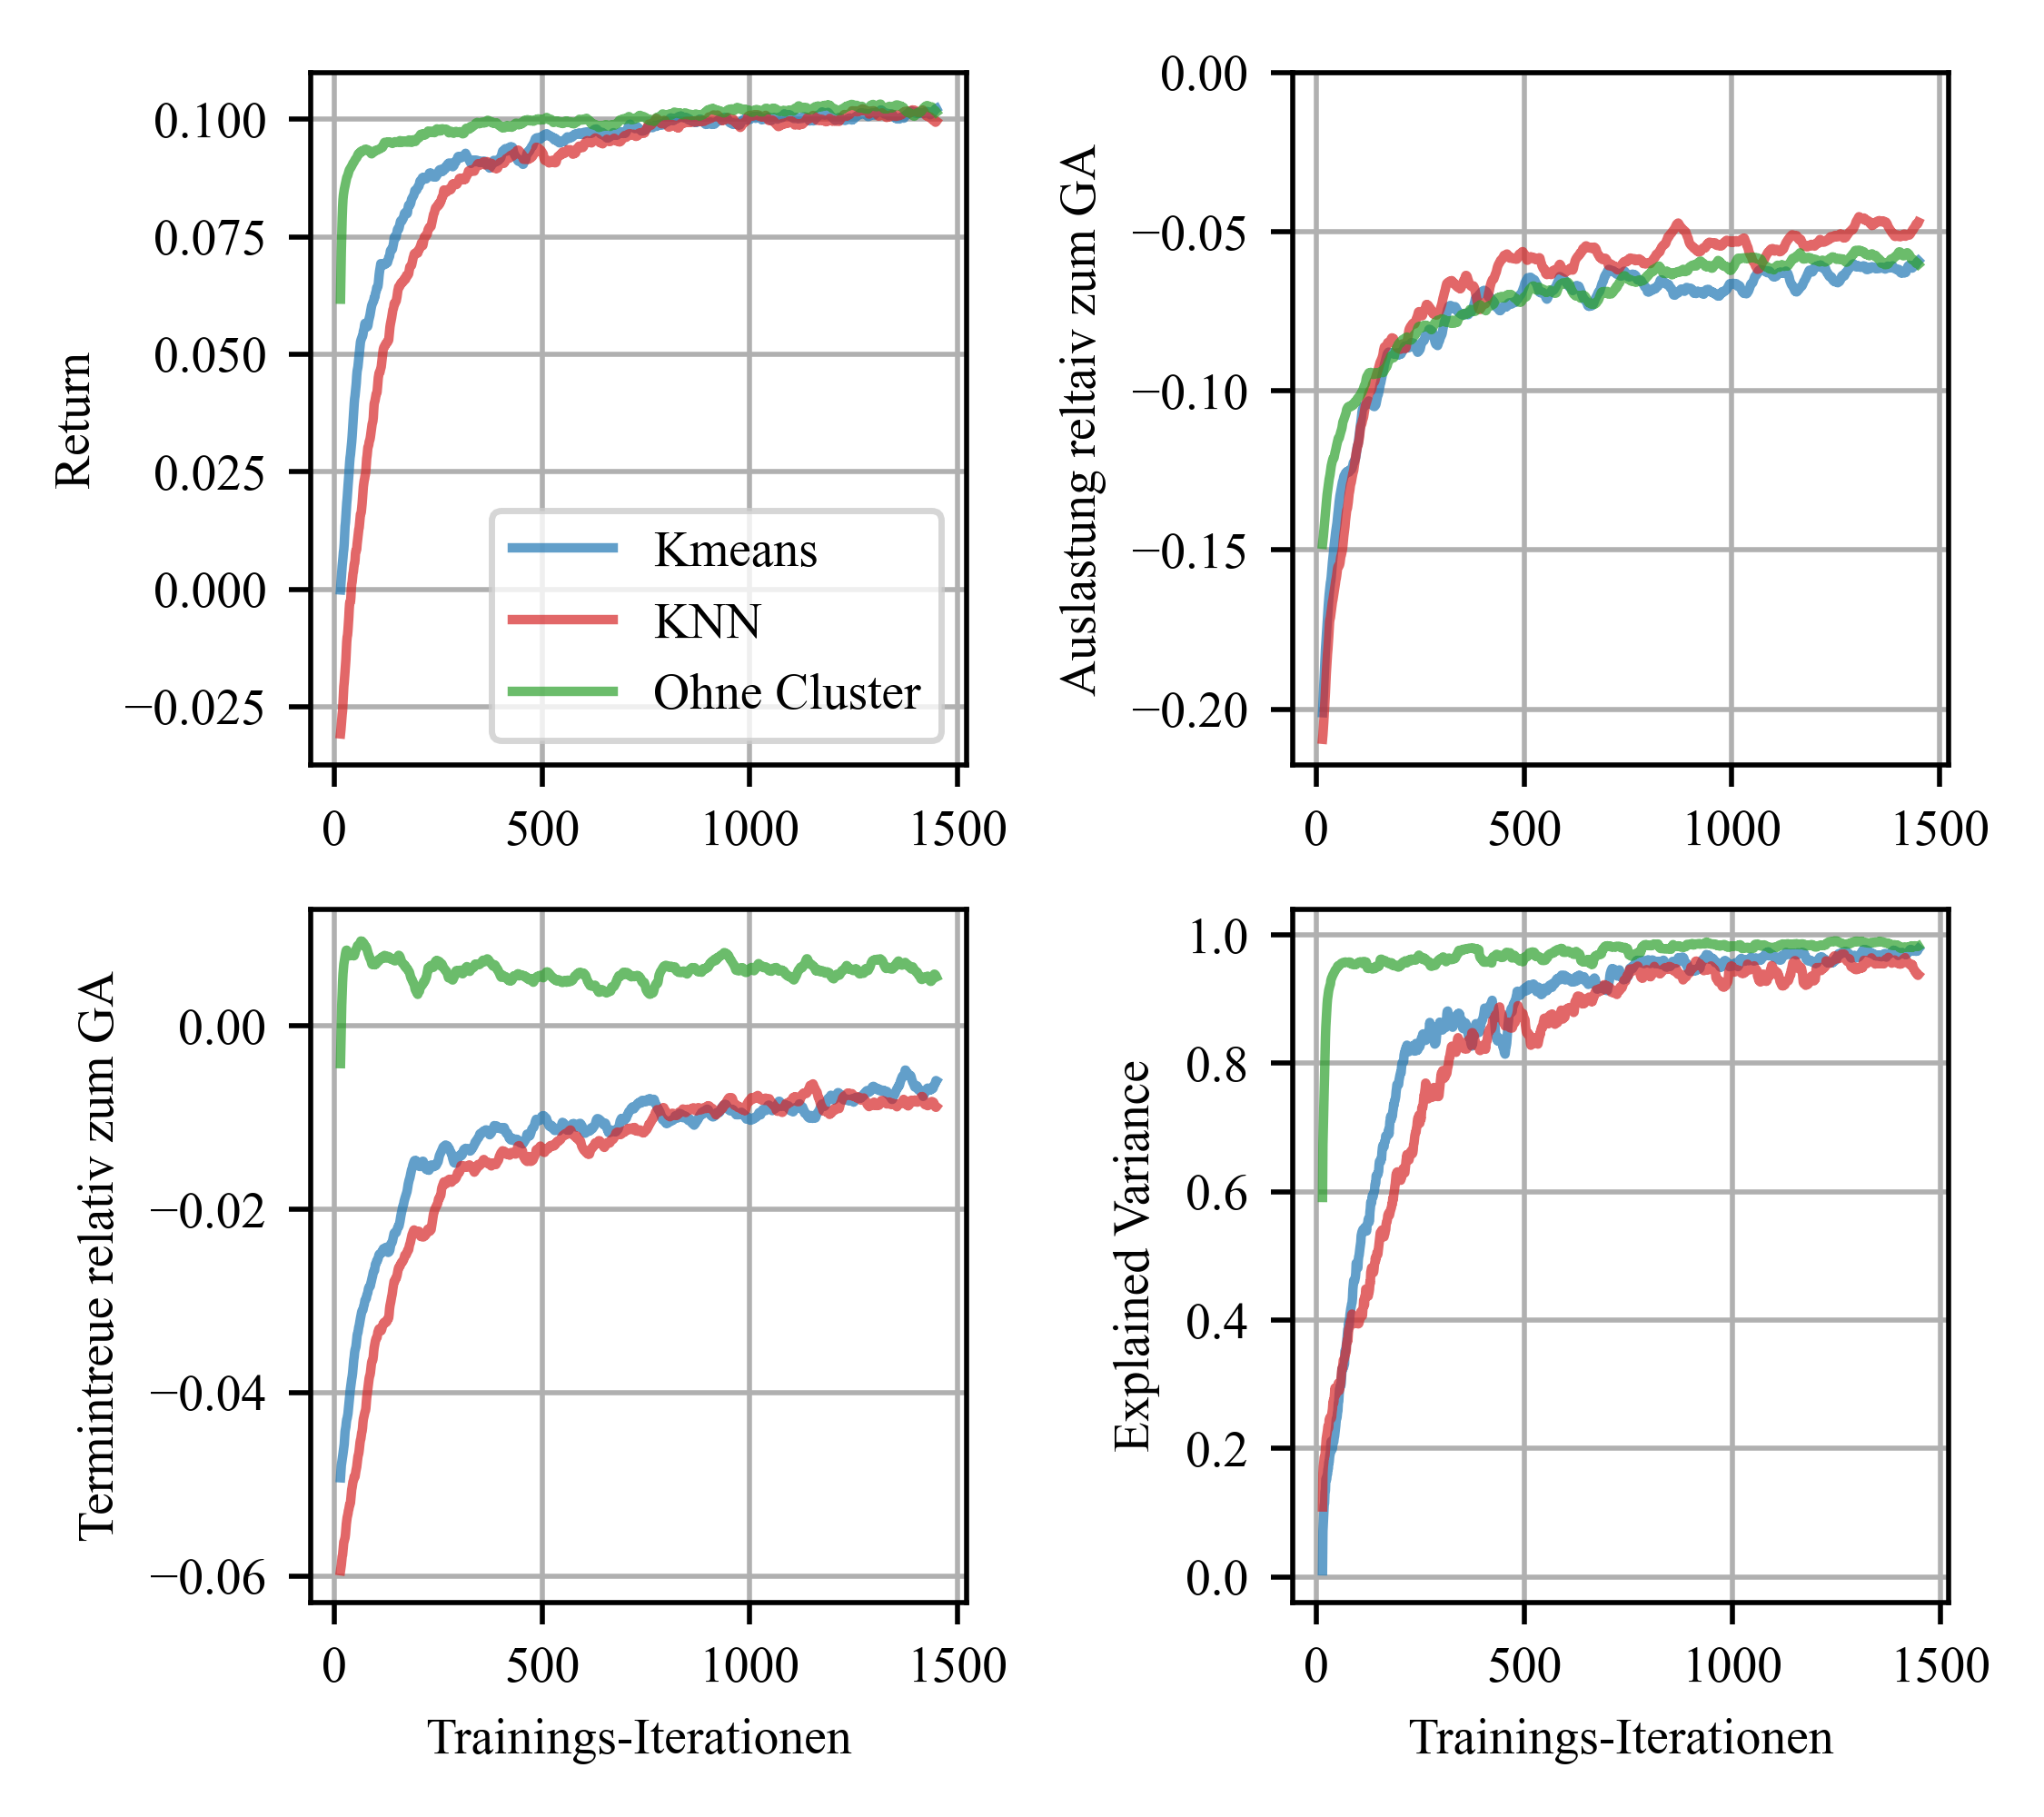 0.100
0.075
0.050
0.025
0.000
−0.025
Return
Kmeans
KNN
Ohne Cluster
0 500 1000 1500
0.00
−0.05
−0.10
−0.15
−0.20
Auslastung reltaiv zum GA
0 500 1000 1500
0.00
−0.02
−0.04
−0.06
Termintreue relativ zum GA
0 500 1000 1500
Trainings-Iterationen
1.0
0.8
0.6
0.4
0.2
0.0
Explained Variance
0 500 1000 1500
Trainings-Iterationen